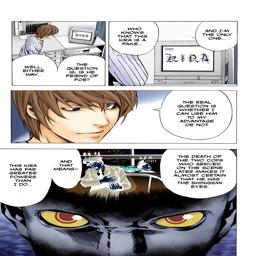 AND I'M
THE ONLY
ONE...
KIRA
WHO
KNOWS
THAT THIS
KIRA IS A
FAKE...
THE
QUESTION
IS, IS HE
FRIEND
OF FOE?
WELL,
EITHER
WAY...
THE REAL
QUESTION
IS WHETHER
I CAN USE
HIM TO MY
ADVANTAGE
OR NOT.
THE DEATH OF
THE TWO COPS
WHO ARRIVED
ON THE SCENE
LATER MAKES IT
ALMOST CERTAIN
THAT HE HAS
THE SHINIGAMI
EYES.
AND
THAT
MEANS—
THIS KIRA
HAS FAR
GREATER
POWERS
THAN
I DO...